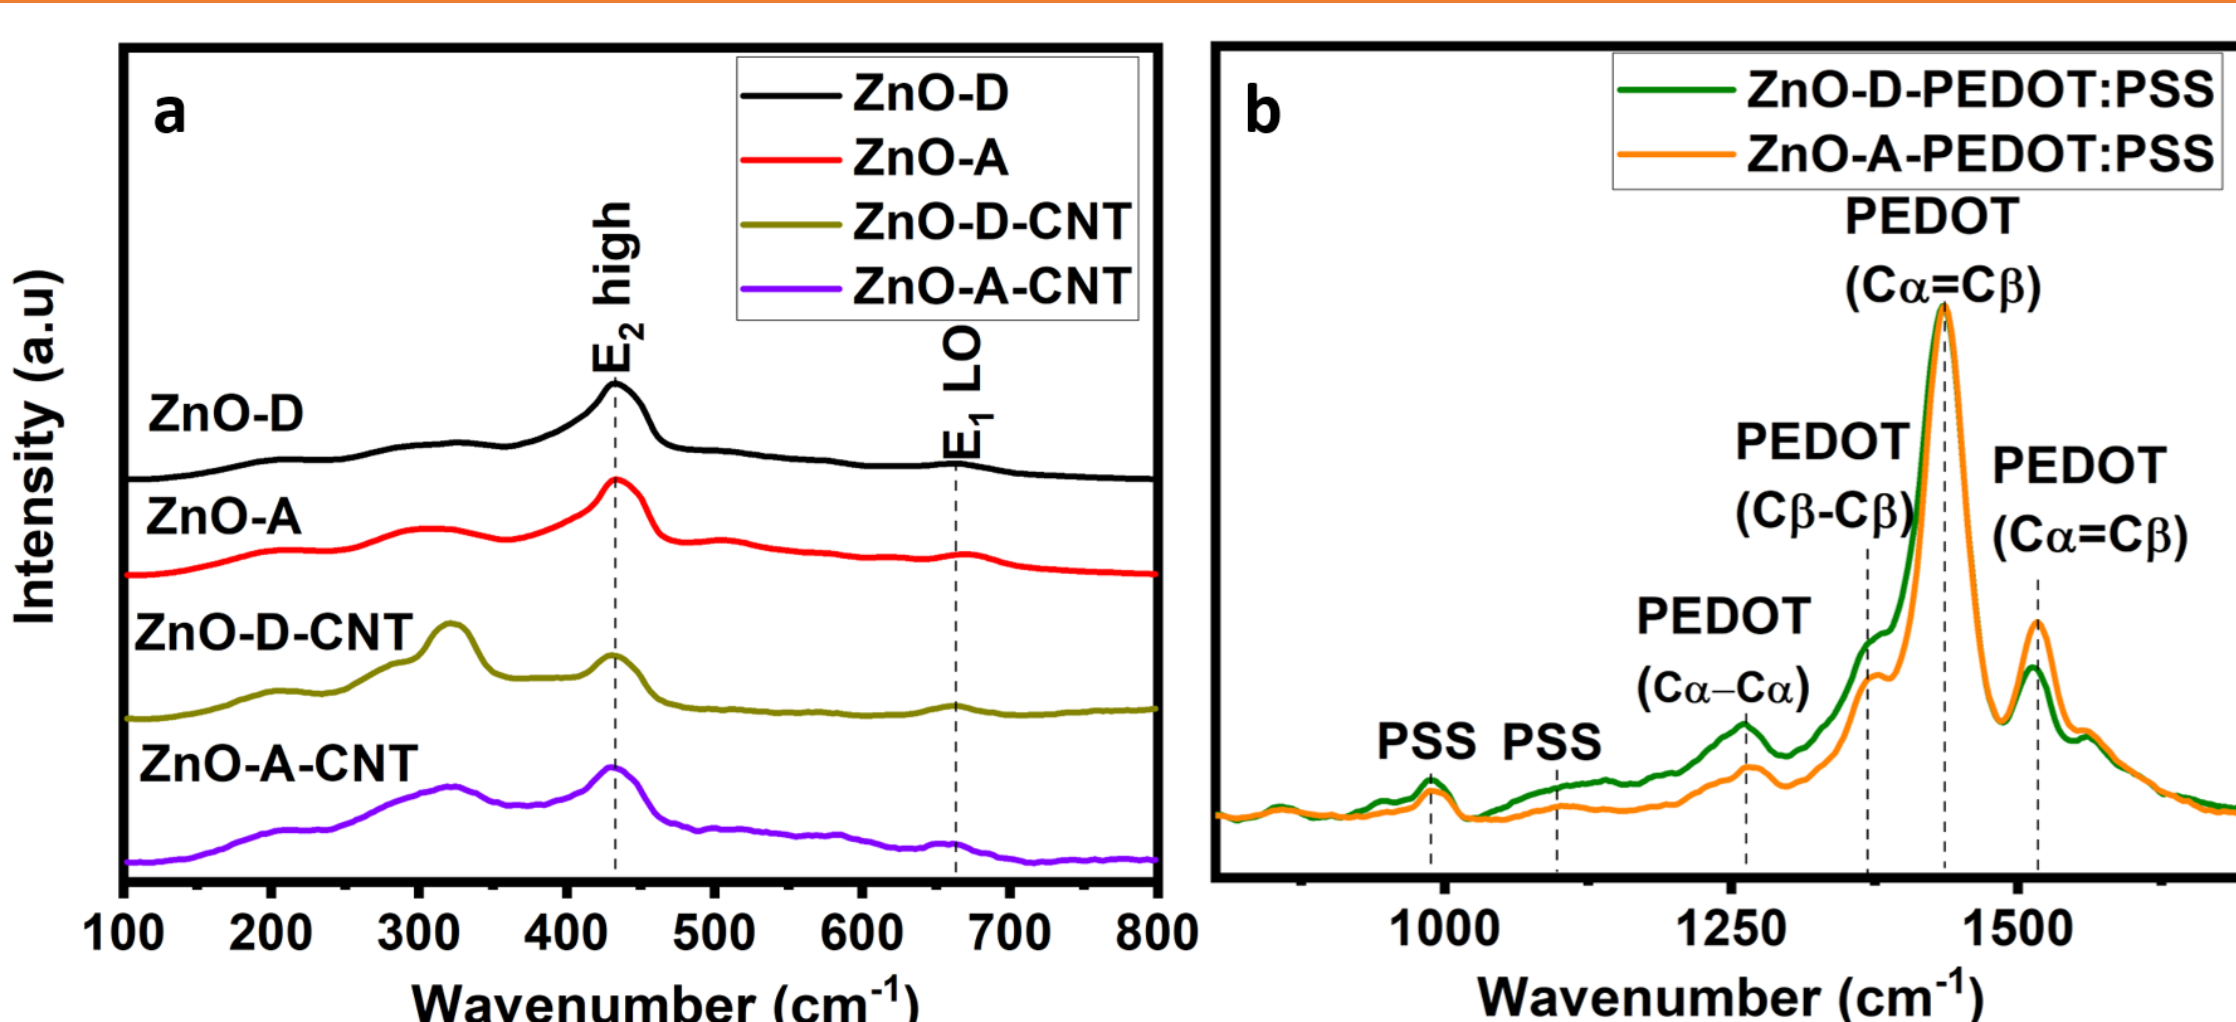 a
ZnO-D
ZnO-A
ZnO-D-CNT
ZnO-A-CNT
E₂ high
E₁ LO
ZnO-D
ZnO-A
ZnO-D-CNT
ZnO-A-CNT
Intensity (a.u)
100 200 300 400 500 600 700 800
Wavenumber (cm⁻¹)
b
ZnO-D-PEDOT:PSS
ZnO-A-PEDOT:PSS
PEDOT
(Cα=Cβ)
PEDOT
(Cβ-Cβ)
PEDOT
(Cα=Cβ)
PEDOT
(Cα–Cα)
PSS PSS
1000 1250 1500
Wavenumber (cm⁻¹)